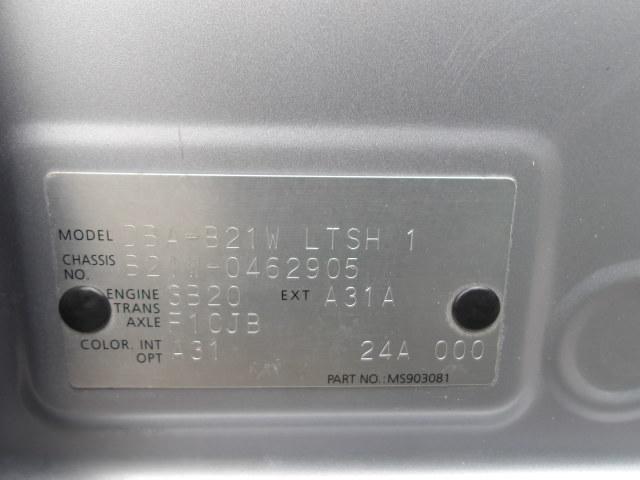 MODEL DBA-B21W LTSH 1
CHASSIS NO. B21W-0462905
ENGINE 3B20 EXT A31A
TRANS AXLE F1CJB
COLOR. INT OPT A31 24A 000
PART NO.:MS903081